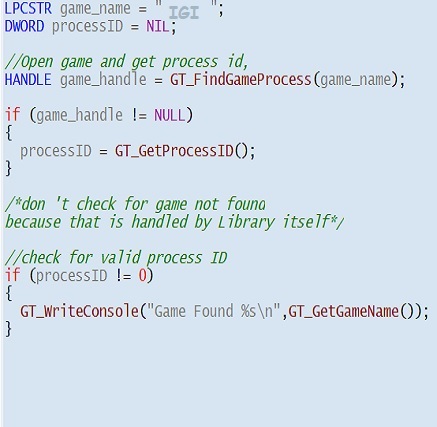 LPCSTR game_name = " IGI ";
DWORD processID = NIL;
//Open game and get process id,
HANDLE game_handle = GT_FindGameProcess(game_name);
if (game_handle != NULL)
{
processID = GT_GetProcessID();
}
/*don 't check for game not found
because that is handled by Library itself*/
//check for valid process ID
if (processID != 0)
{
GT_WriteConsole("Game Found %s\n",GT_GetGameName());
}